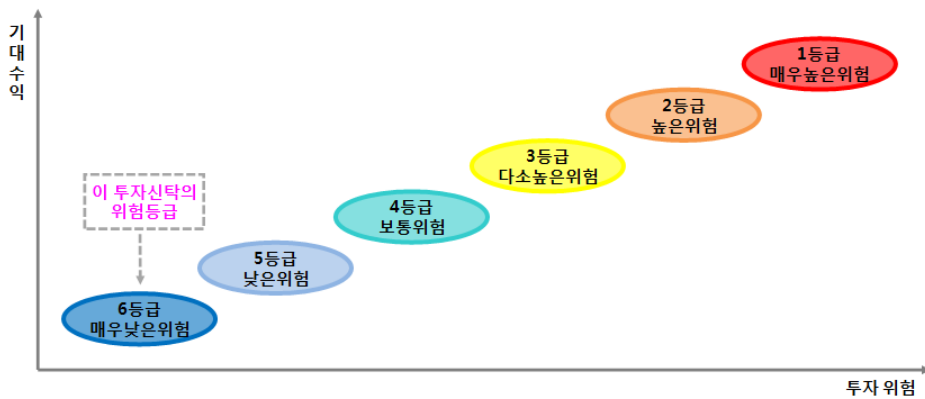 기대수익
1등급
매우높은위험
2등급
높은위험
3등급
다소높은위험
이 투자신탁의
위험등급
4등급
보통위험
5등급
낮은위험
6등급
매우낮은위험
투자 위험